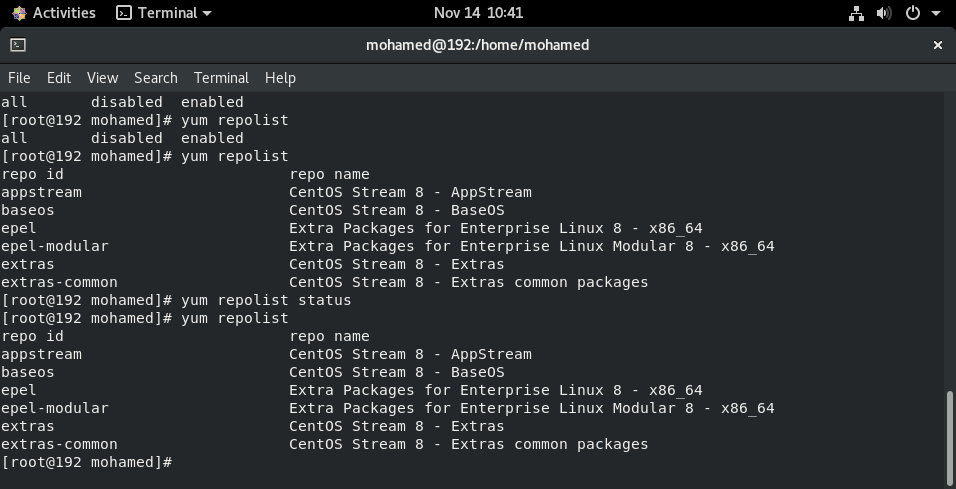 Activities Terminal Nov 14 10:41
mohamed@192:/home/mohamed
File Edit View Search Terminal Help
all disabled enabled
[root@192 mohamed]# yum repolist
all disabled enabled
[root@192 mohamed]# yum repolist
repo id repo name
appstream CentOS Stream 8 - AppStream
baseos CentOS Stream 8 - BaseOS
epel Extra Packages for Enterprise Linux 8 - x86_64
epel-modular Extra Packages for Enterprise Linux Modular 8 - x86_64
extras CentOS Stream 8 - Extras
extras-common CentOS Stream 8 - Extras common packages
[root@192 mohamed]# yum repolist status
[root@192 mohamed]# yum repolist
repo id repo name
appstream CentOS Stream 8 - AppStream
baseos CentOS Stream 8 - BaseOS
epel Extra Packages for Enterprise Linux 8 - x86_64
epel-modular Extra Packages for Enterprise Linux Modular 8 - x86_64
extras CentOS Stream 8 - Extras
extras-common CentOS Stream 8 - Extras common packages
[root@192 mohamed]#